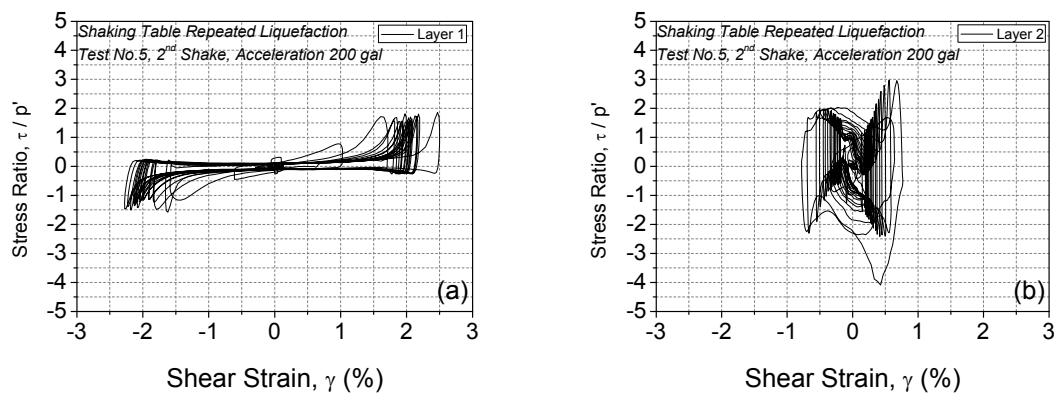 Shaking Table Repeated Liquefaction
Test No.5, 2nd Shake, Acceleration 200 gal
Layer 1
5
4
3
2
1
0
-1
-2
-3
-4
-5
Stress Ratio, τ / p'
(a)
-3 -2 -1 0 1 2 3
Shear Strain, γ (%)
Shaking Table Repeated Liquefaction
Test No.5, 2nd Shake, Acceleration 200 gal
Layer 2
5
4
3
2
1
0
-1
-2
-3
-4
-5
Stress Ratio, τ / p'
(b)
-3 -2 -1 0 1 2 3
Shear Strain, γ (%)